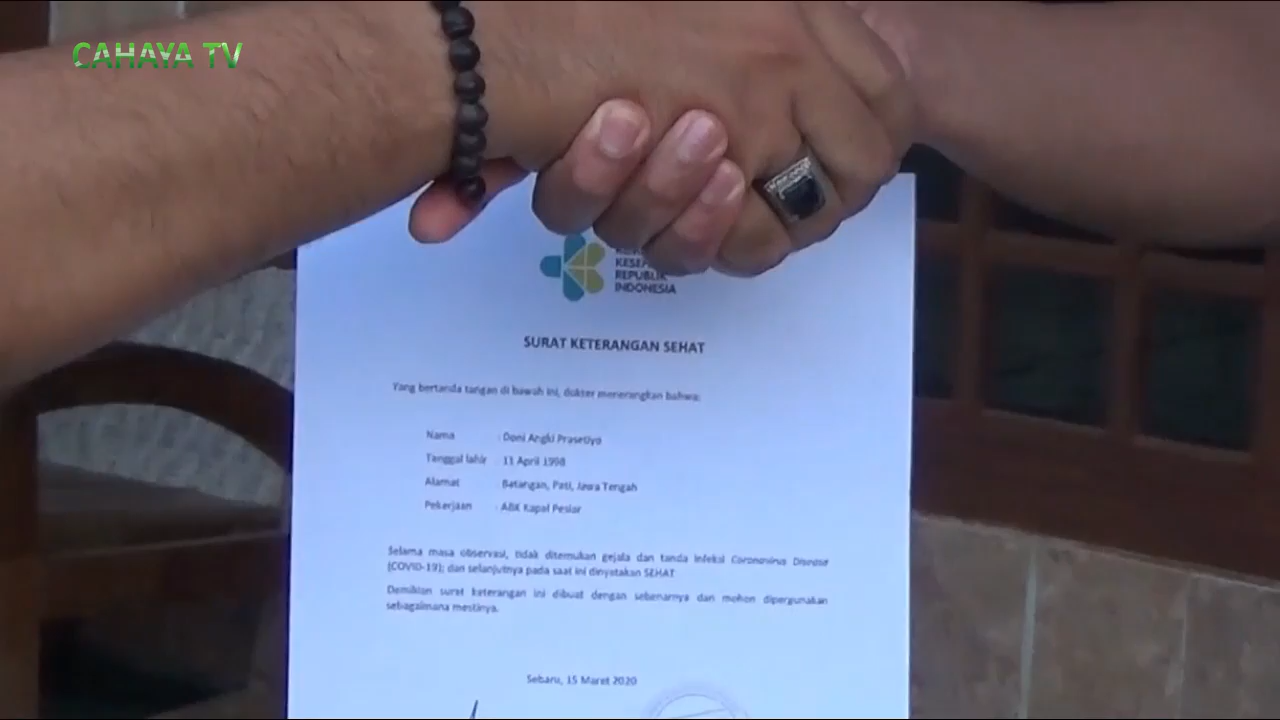 CAHAYA TV
KESEH
REPUBLIK
INDONESIA
SURAT KETERANGAN SEHAT
Yang bertanda tangan di bawah ini, dokter menerangkan bahwa:
Nama : Doni Angki Prasetiyo
Tanggal lahir : 11 April 1998
Alamat : Batangan, Pati, Jawa Tengah
Pekerjaan : ABK Kapal Pesiar
Selama masa observasi, tidak ditemukan gejala dan tanda infeksi Coronavirus Disease
(COVID-19); dan selanjutnya pada saat ini dinyatakan SEHAT
Demikian surat keterangan ini dibuat dengan sebenarnya dan mohon dipergunakan
sebagaimana mestinya.
Sebaru, 15 Maret 2020